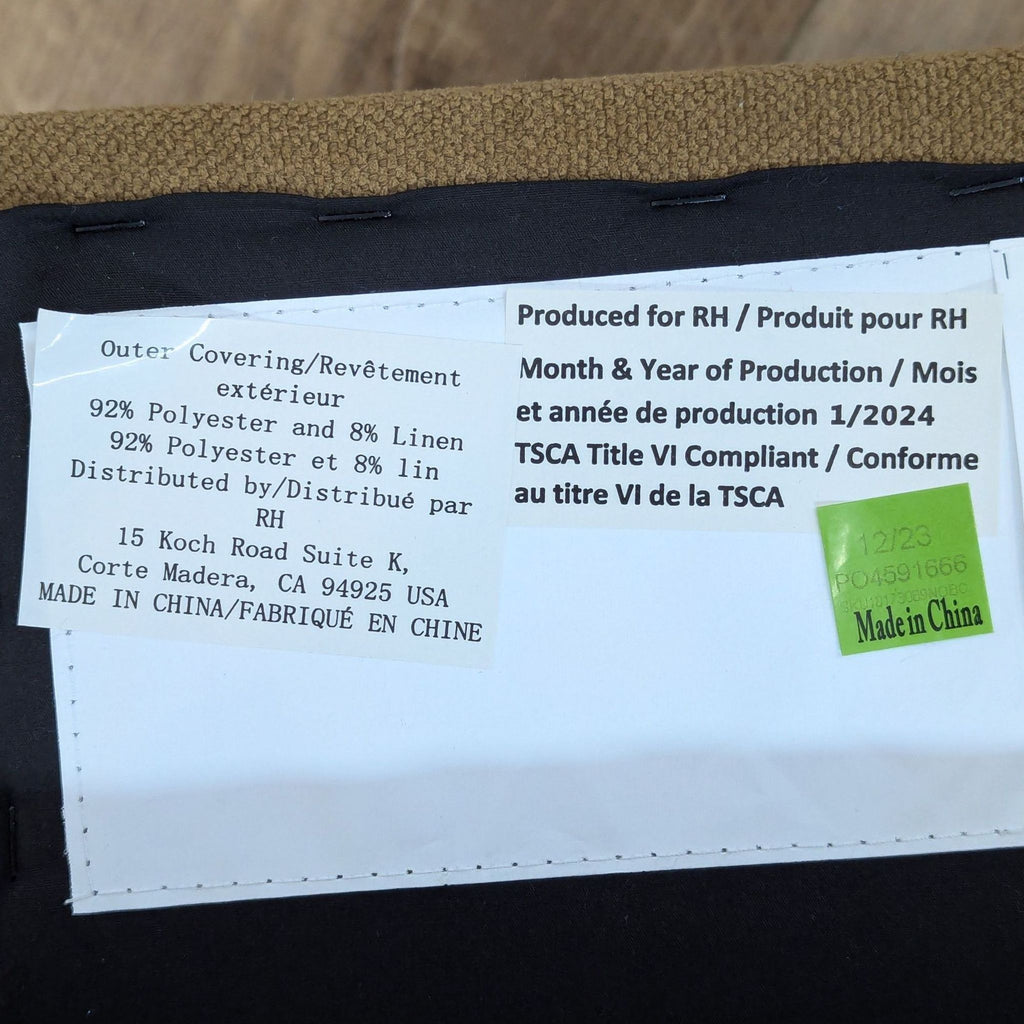 Outer Covering/Revêtement
extérieur
92% Polyester and 8% Linen
92% Polyester et 8% lin
Distributed by/Distribué par
RH
15 Koch Road Suite K,
Corte Madera, CA 94925 USA
MADE IN CHINA/FABRIQUÉ EN CHINE
Produced for RH / Produit pour RH
Month & Year of Production / Mois
et année de production 1/2024
TSCA Title VI Compliant / Conforme
au titre VI de la TSCA
12/23
PO4591666
Made in China